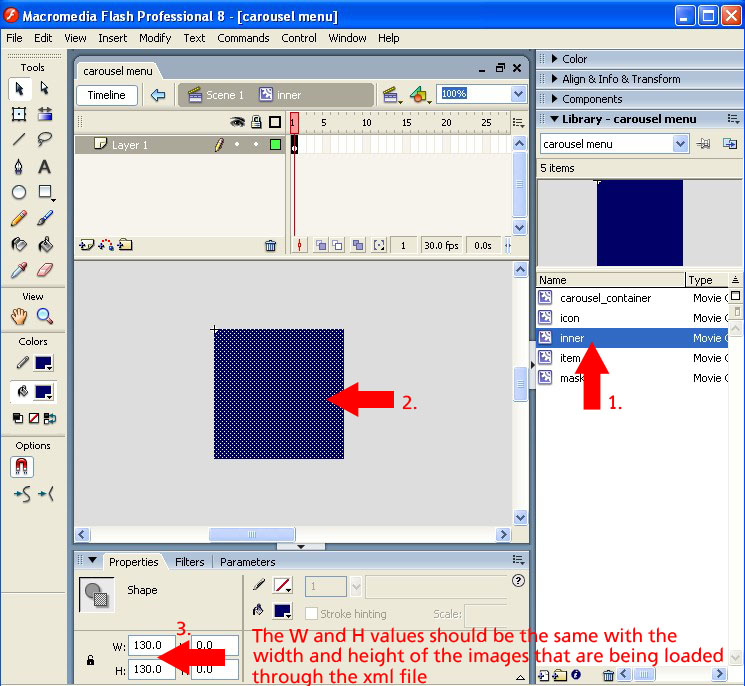 Macromedia Flash Professional 8 - [carousel menu]
File Edit View Insert Modify Text Commands Control Window Help
Tools
View
Colors
Options
carousel menu
Timeline
Scene 1
inner
100%
1 5 10 15 20 25
Layer 1
1 30.0 fps 0.0s
2.
Color
Align & Info & Transform
Components
Library - carousel menu
carousel menu
5 items
Name Type
carousel_container Movie
icon Movie
inner Movie
item Movie
mask Movie
1.
Properties Filters Parameters
Shape
1
Stroke hinting Scale:
3.
W: 130.0 0.0
H: 130.0 0.0
The W and H values should be the same with the
width and height of the images that are being loaded
through the xml file